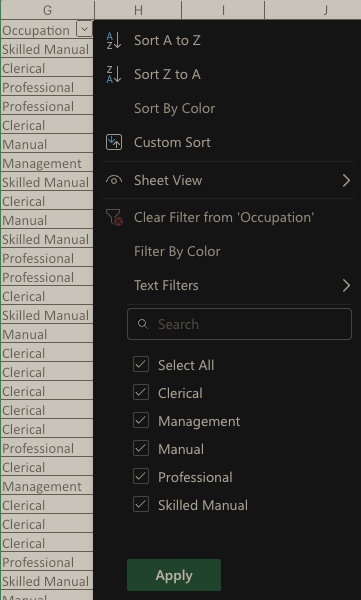 G H I J
Occupation
Skilled Manual
Clerical
Professional
Professional
Clerical
Manual
Management
Skilled Manual
Clerical
Manual
Skilled Manual
Professional
Professional
Clerical
Skilled Manual
Manual
Clerical
Clerical
Clerical
Clerical
Clerical
Professional
Clerical
Management
Clerical
Clerical
Clerical
Professional
Skilled Manual
Manual
Sort A to Z
Sort Z to A
Sort By Color
Custom Sort
Sheet View
Clear Filter from 'Occupation'
Filter By Color
Text Filters
Search
Select All
Clerical
Management
Manual
Professional
Skilled Manual
Apply